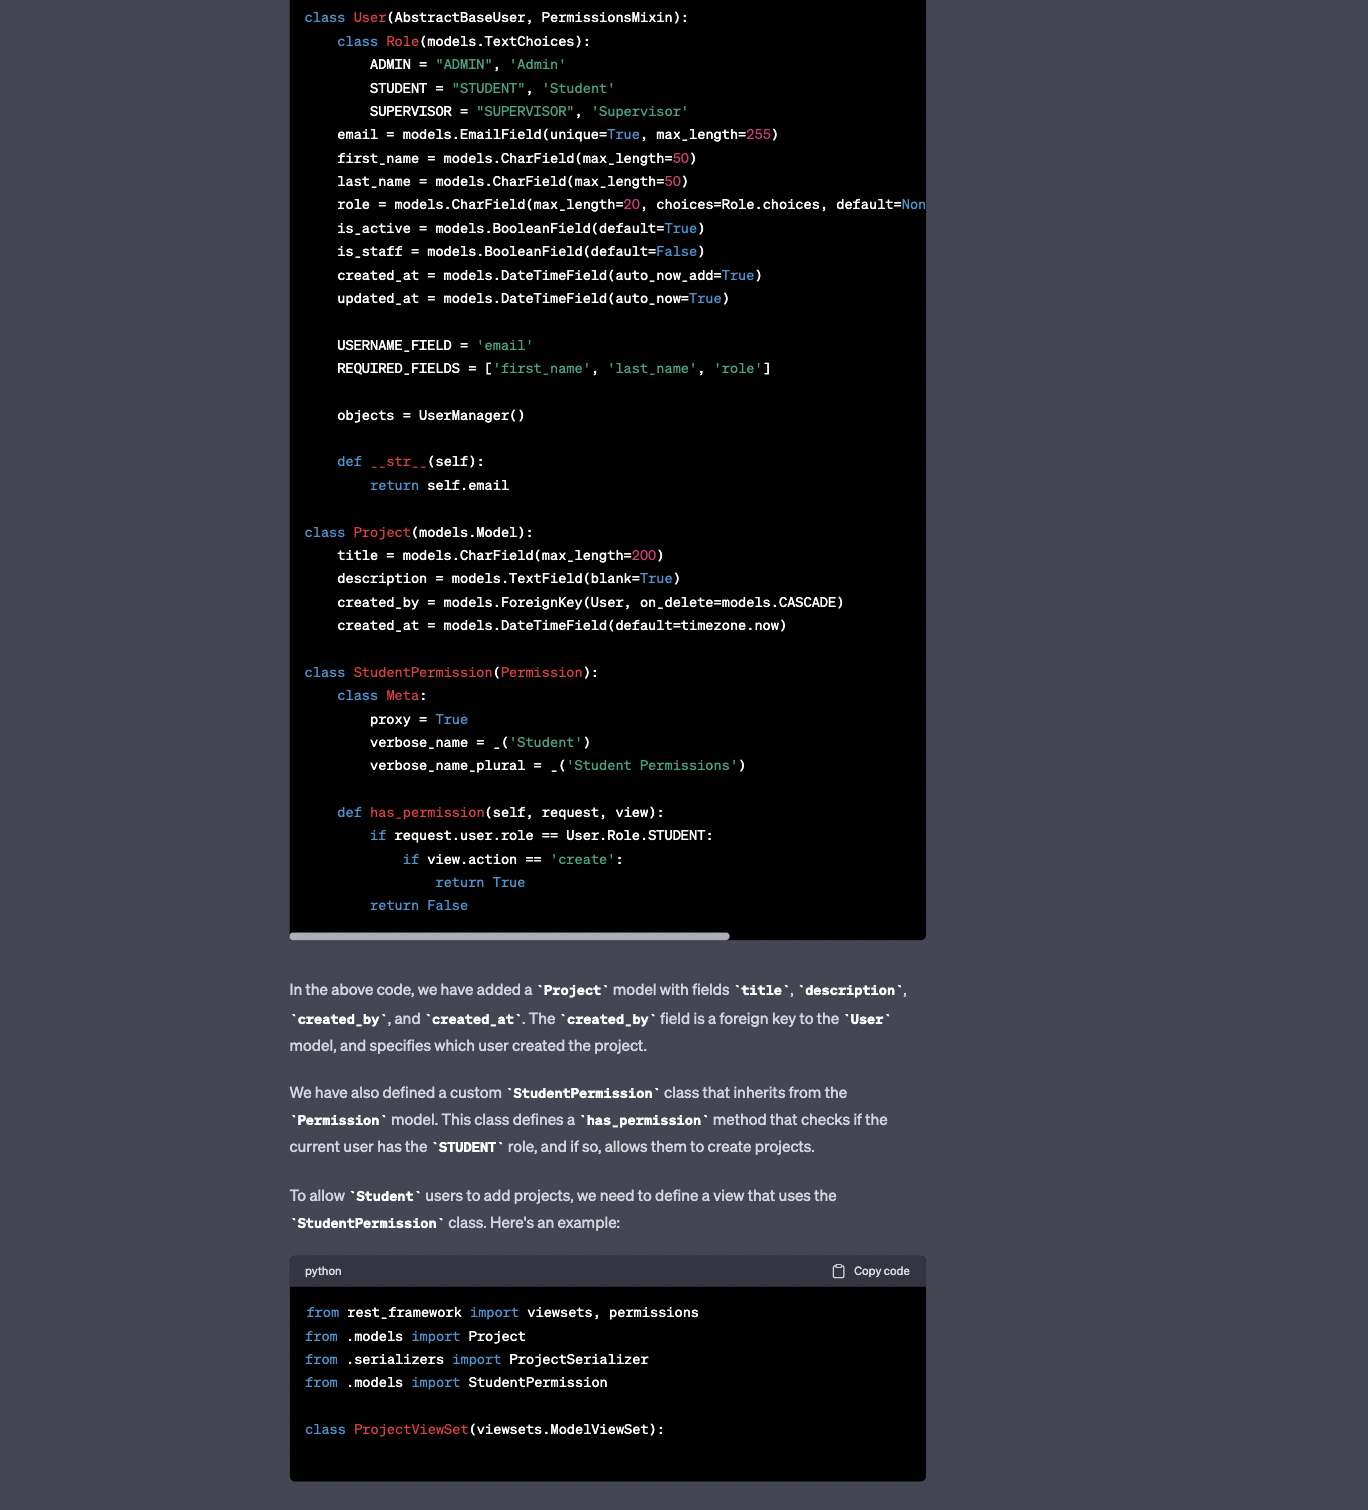 class User(AbstractBaseUser, PermissionsMixin):
    class Role(models.TextChoices):
        ADMIN = "ADMIN", 'Admin'
        STUDENT = "STUDENT", 'Student'
        SUPERVISOR = "SUPERVISOR", 'Supervisor'
    email = models.EmailField(unique=True, max_length=255)
    first_name = models.CharField(max_length=50)
    last_name = models.CharField(max_length=50)
    role = models.CharField(max_length=20, choices=Role.choices, default=Non
    is_active = models.BooleanField(default=True)
    is_staff = models.BooleanField(default=False)
    created_at = models.DateTimeField(auto_now_add=True)
    updated_at = models.DateTimeField(auto_now=True)

    USERNAME_FIELD = 'email'
    REQUIRED_FIELDS = ['first_name', 'last_name', 'role']

    objects = UserManager()

    def __str__(self):
        return self.email

class Project(models.Model):
    title = models.CharField(max_length=200)
    description = models.TextField(blank=True)
    created_by = models.ForeignKey(User, on_delete=models.CASCADE)
    created_at = models.DateTimeField(default=timezone.now)

class StudentPermission(Permission):
    class Meta:
        proxy = True
        verbose_name = _('Student')
        verbose_name_plural = _('Student Permissions')

    def has_permission(self, request, view):
        if request.user.role == User.Role.STUDENT:
            if view.action == 'create':
                return True
        return False

In the above code, we have added a `Project` model with fields `title`, `description`,
`created_by`, and `created_at`. The `created_by` field is a foreign key to the `User`
model, and specifies which user created the project.

We have also defined a custom `StudentPermission` class that inherits from the
`Permission` model. This class defines a `has_permission` method that checks if the
current user has the `STUDENT` role, and if so, allows them to create projects.

To allow `Student` users to add projects, we need to define a view that uses the
`StudentPermission` class. Here's an example:

python Copy code
from rest_framework import viewsets, permissions
from .models import Project
from .serializers import ProjectSerializer
from .models import StudentPermission

class ProjectViewSet(viewsets.ModelViewSet):